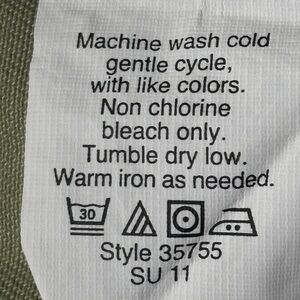 Machine wash cold
gentle cycle,
with like colors.
Non chlorine
bleach only.
Tumble dry low.
Warm iron as needed.
30
Style 35755
SU 11